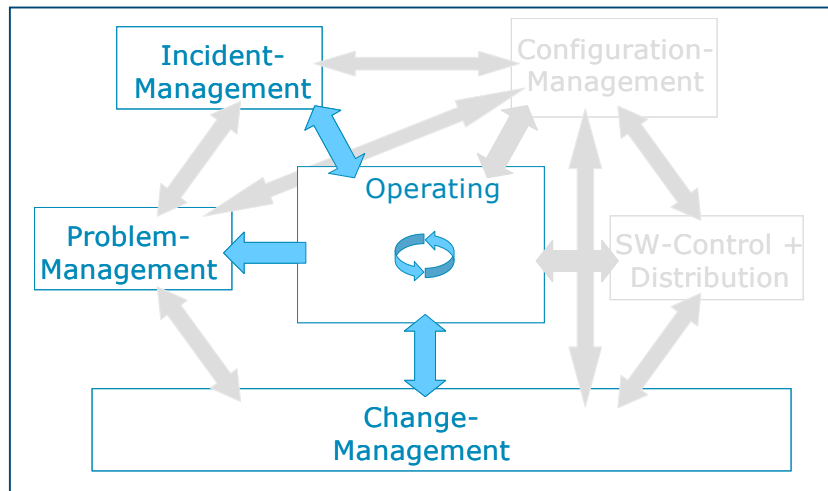 Incident-
Management
Configuration-
Management
Operating
Problem-
Management
SW-Control +
Distribution
Change-
Management